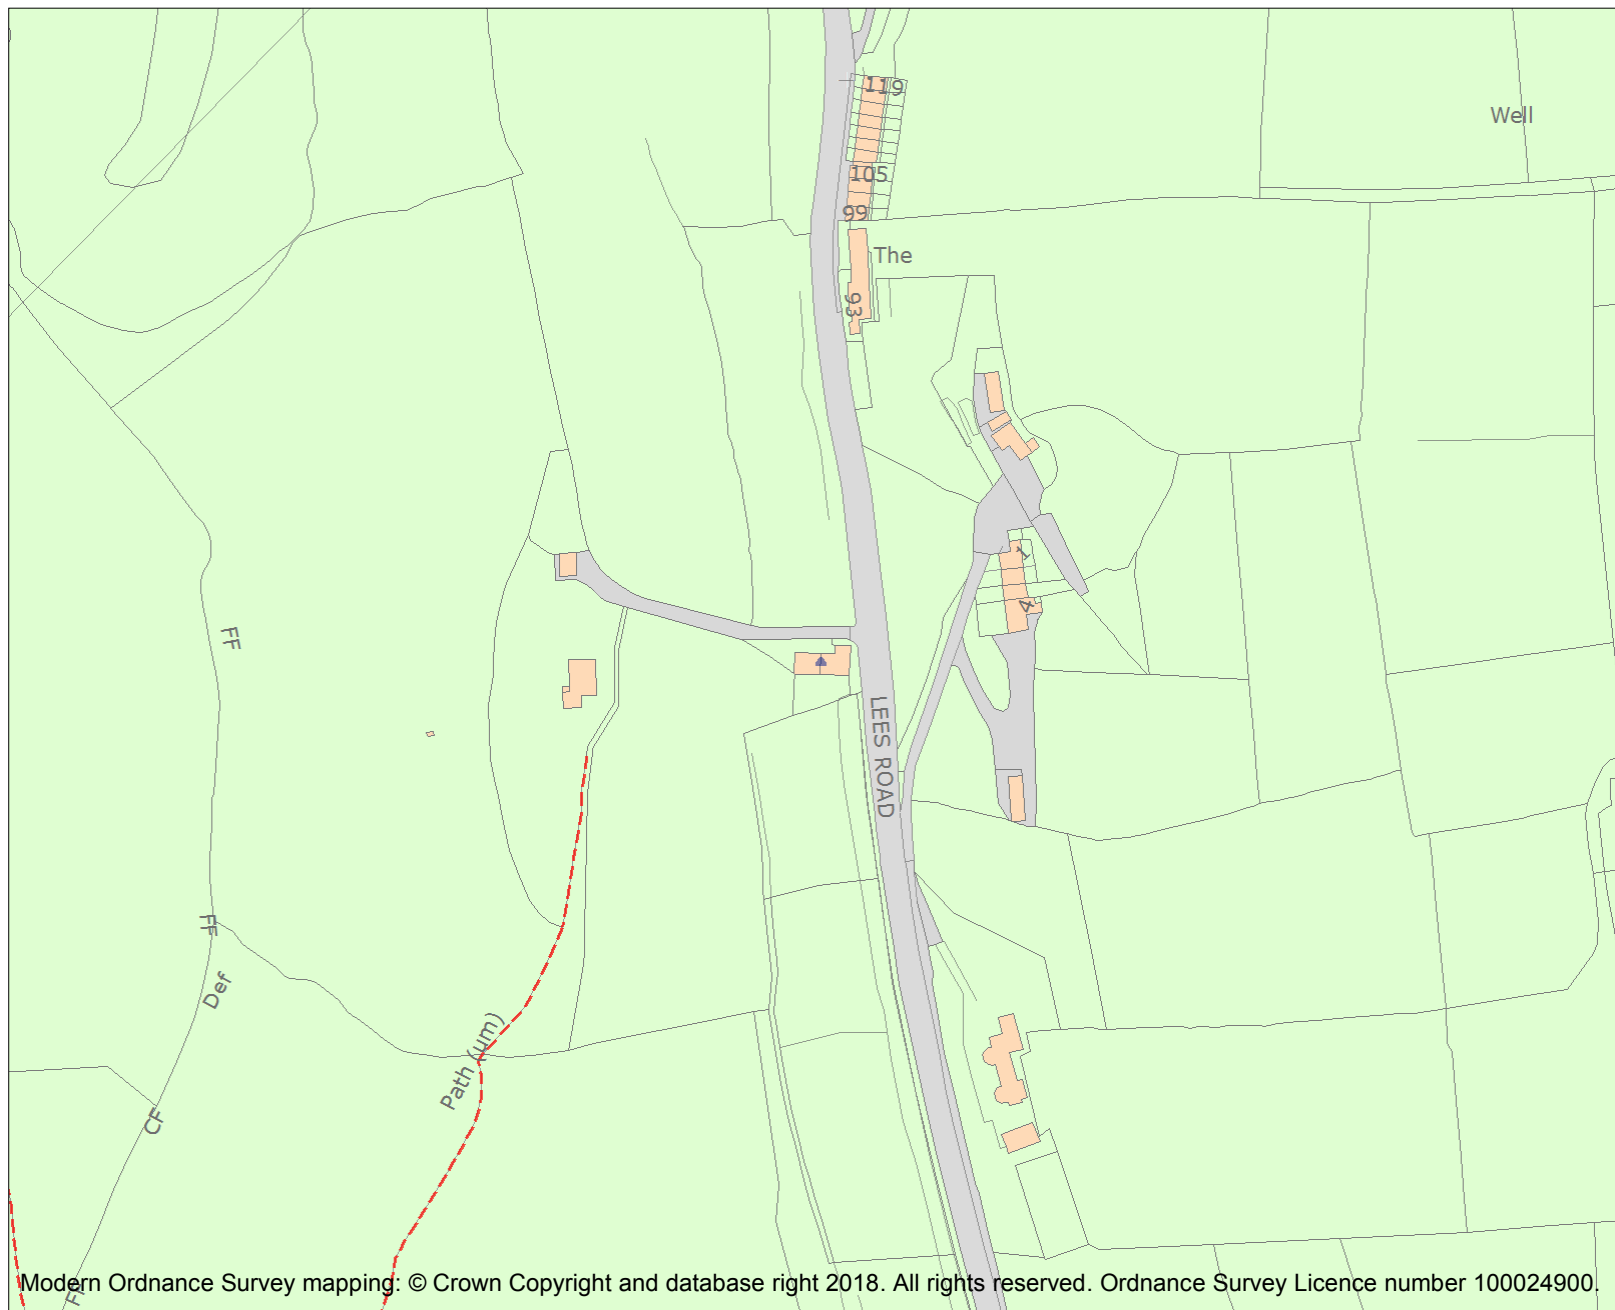 119
Well
105
99
The
93
1
4
FF
LEES ROAD
FF
Def
Path (um)
CF
FF
Modern Ordnance Survey mapping: © Crown Copyright and database right 2018. All rights reserved. Ordnance Survey Licence number 100024900.